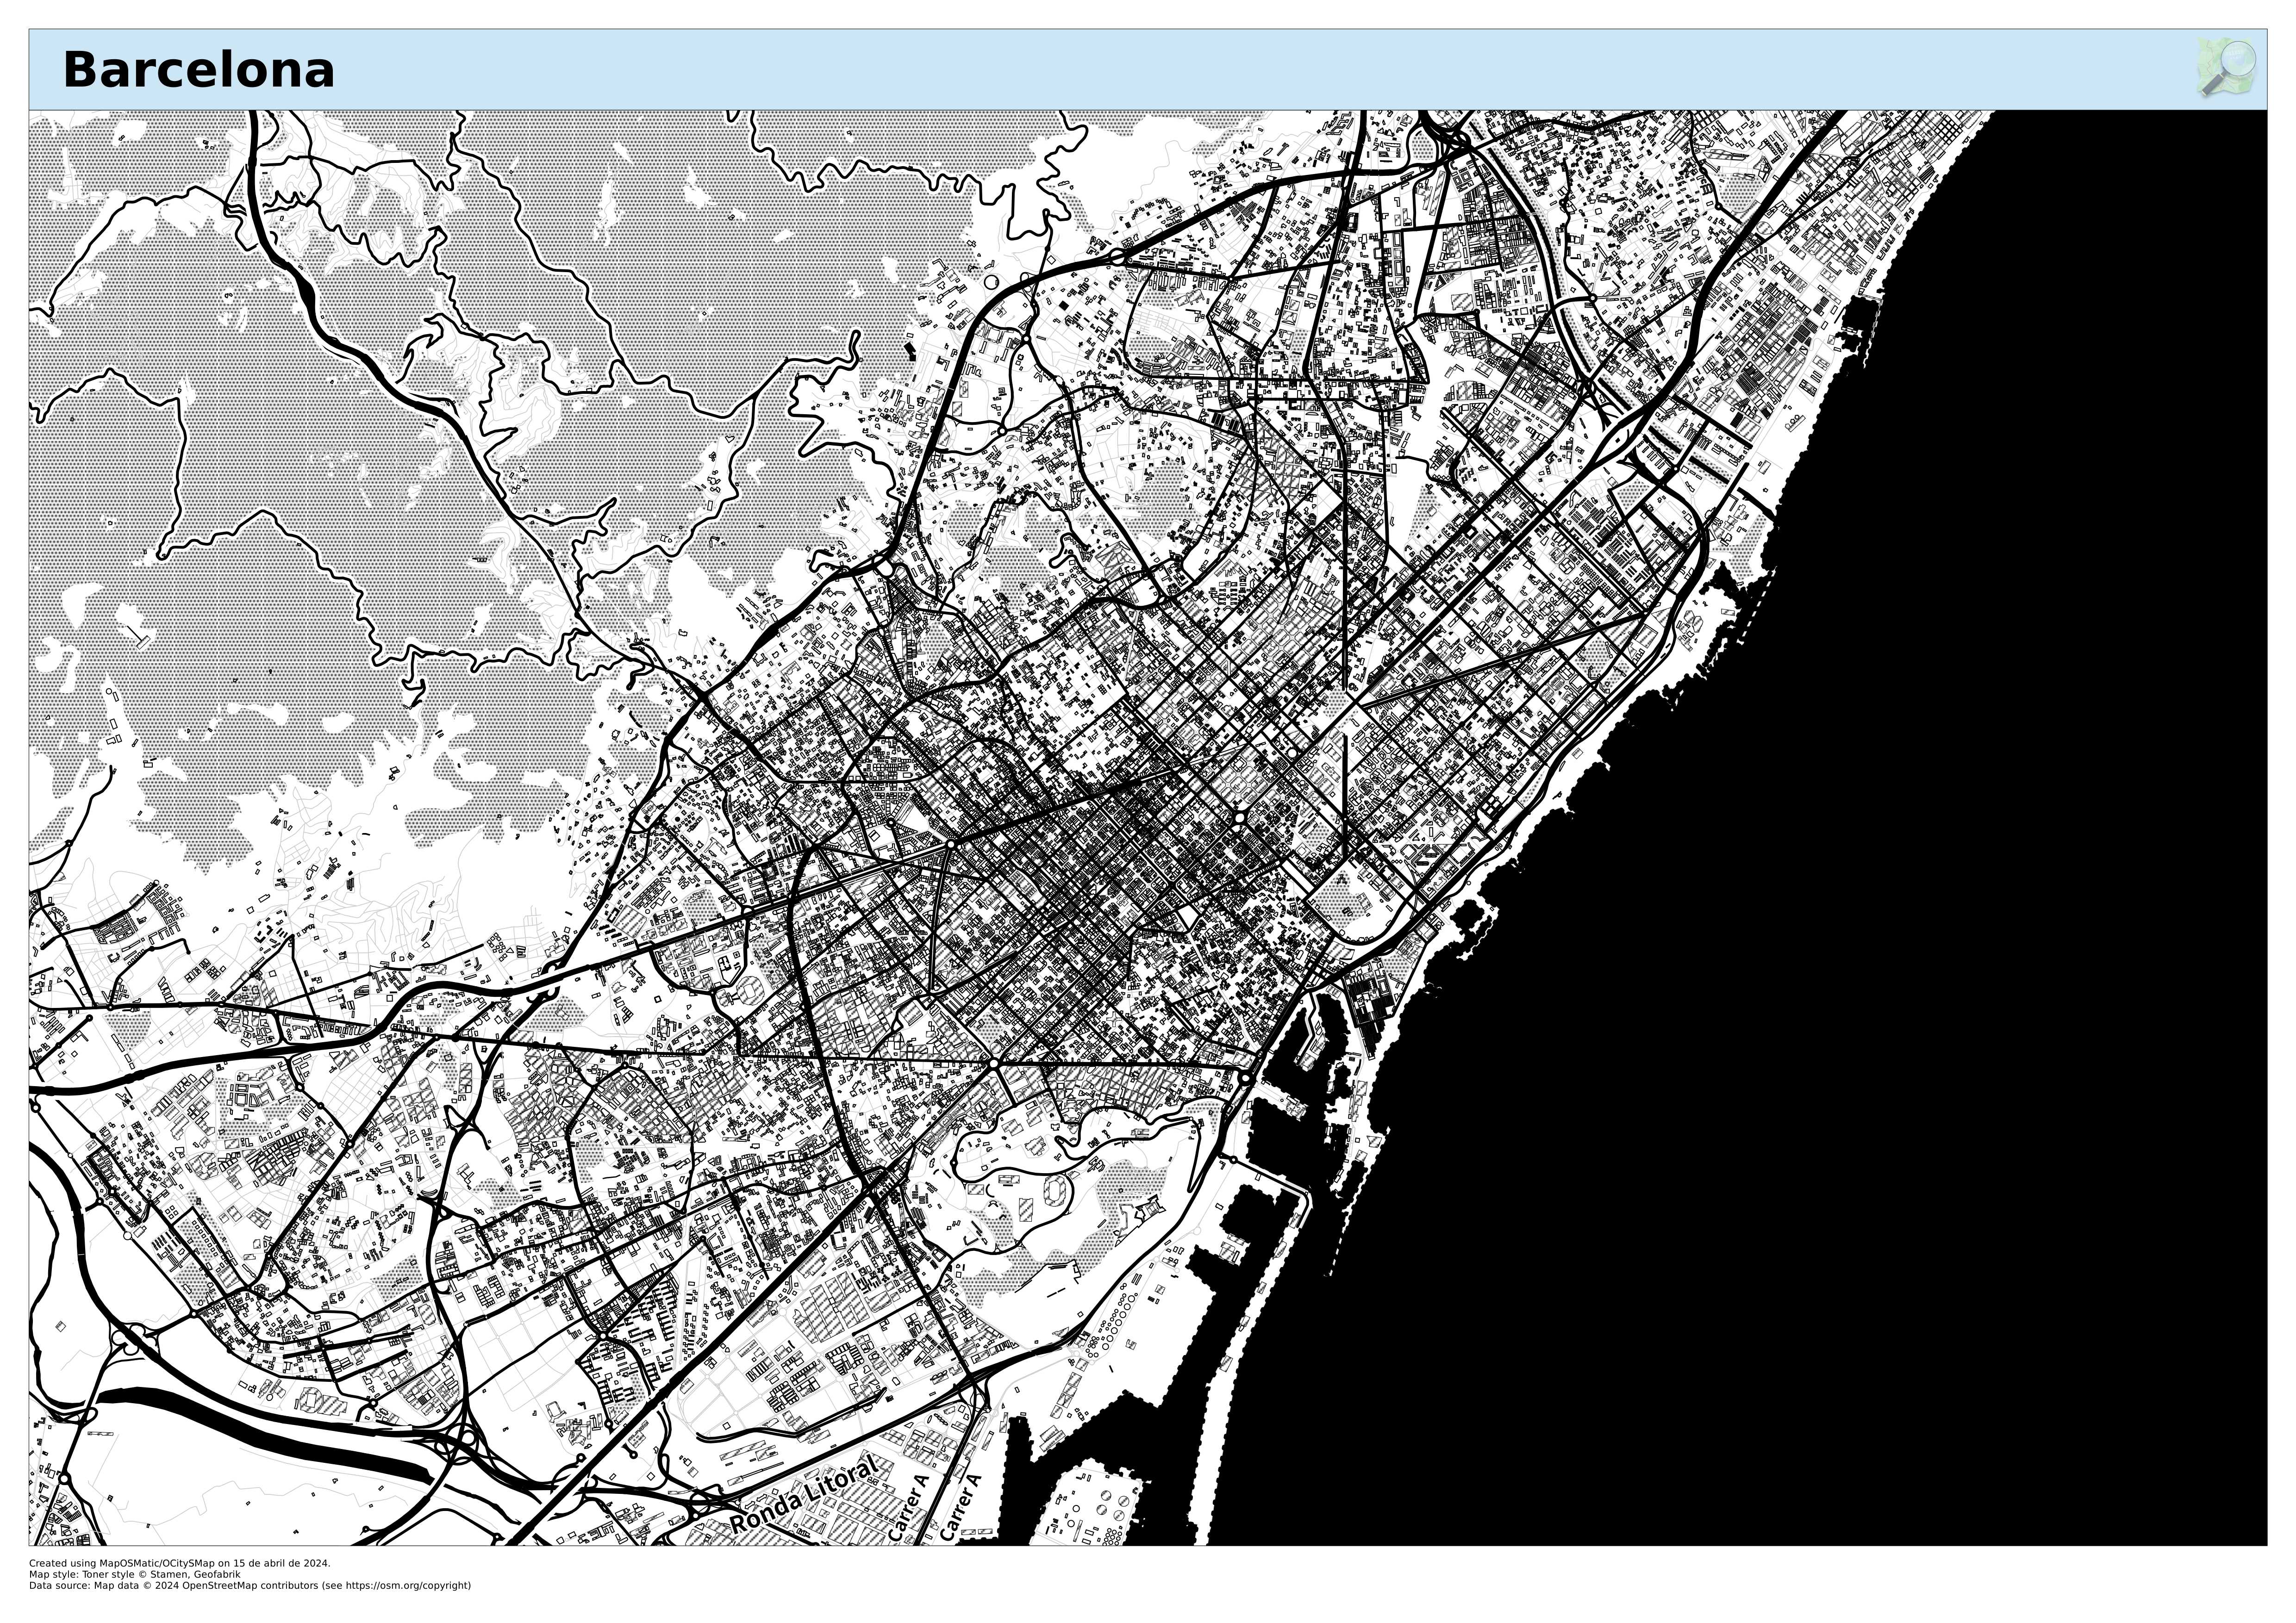 Barcelona
Ronda Litoral
Carrer A
Carrer A
Created using MapOSMatic/OCitySMap on 15 de abril de 2024.
Map style: Toner style © Stamen, Geofabrik
Data source: Map data © 2024 OpenStreetMap contributors (see https://osm.org/copyright)